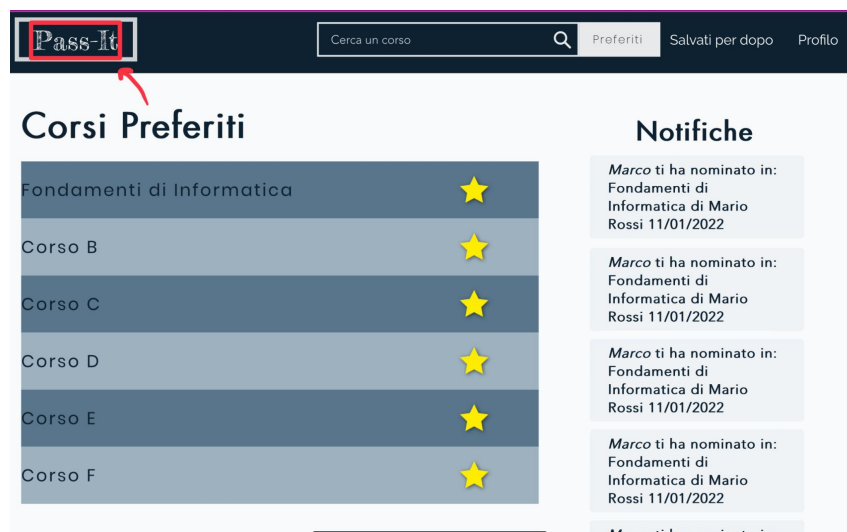 Pass-It
Cerca un corso
Preferiti
Salvati per dopo
Profilo
Corsi Preferiti
Fondamenti di Informatica
Corso B
Corso C
Corso D
Corso E
Corso F
Notifiche
Marco ti ha nominato in:
Fondamenti di
Informatica di Mario
Rossi 11/01/2022
Marco ti ha nominato in:
Fondamenti di
Informatica di Mario
Rossi 11/01/2022
Marco ti ha nominato in:
Fondamenti di
Informatica di Mario
Rossi 11/01/2022
Marco ti ha nominato in:
Fondamenti di
Informatica di Mario
Rossi 11/01/2022